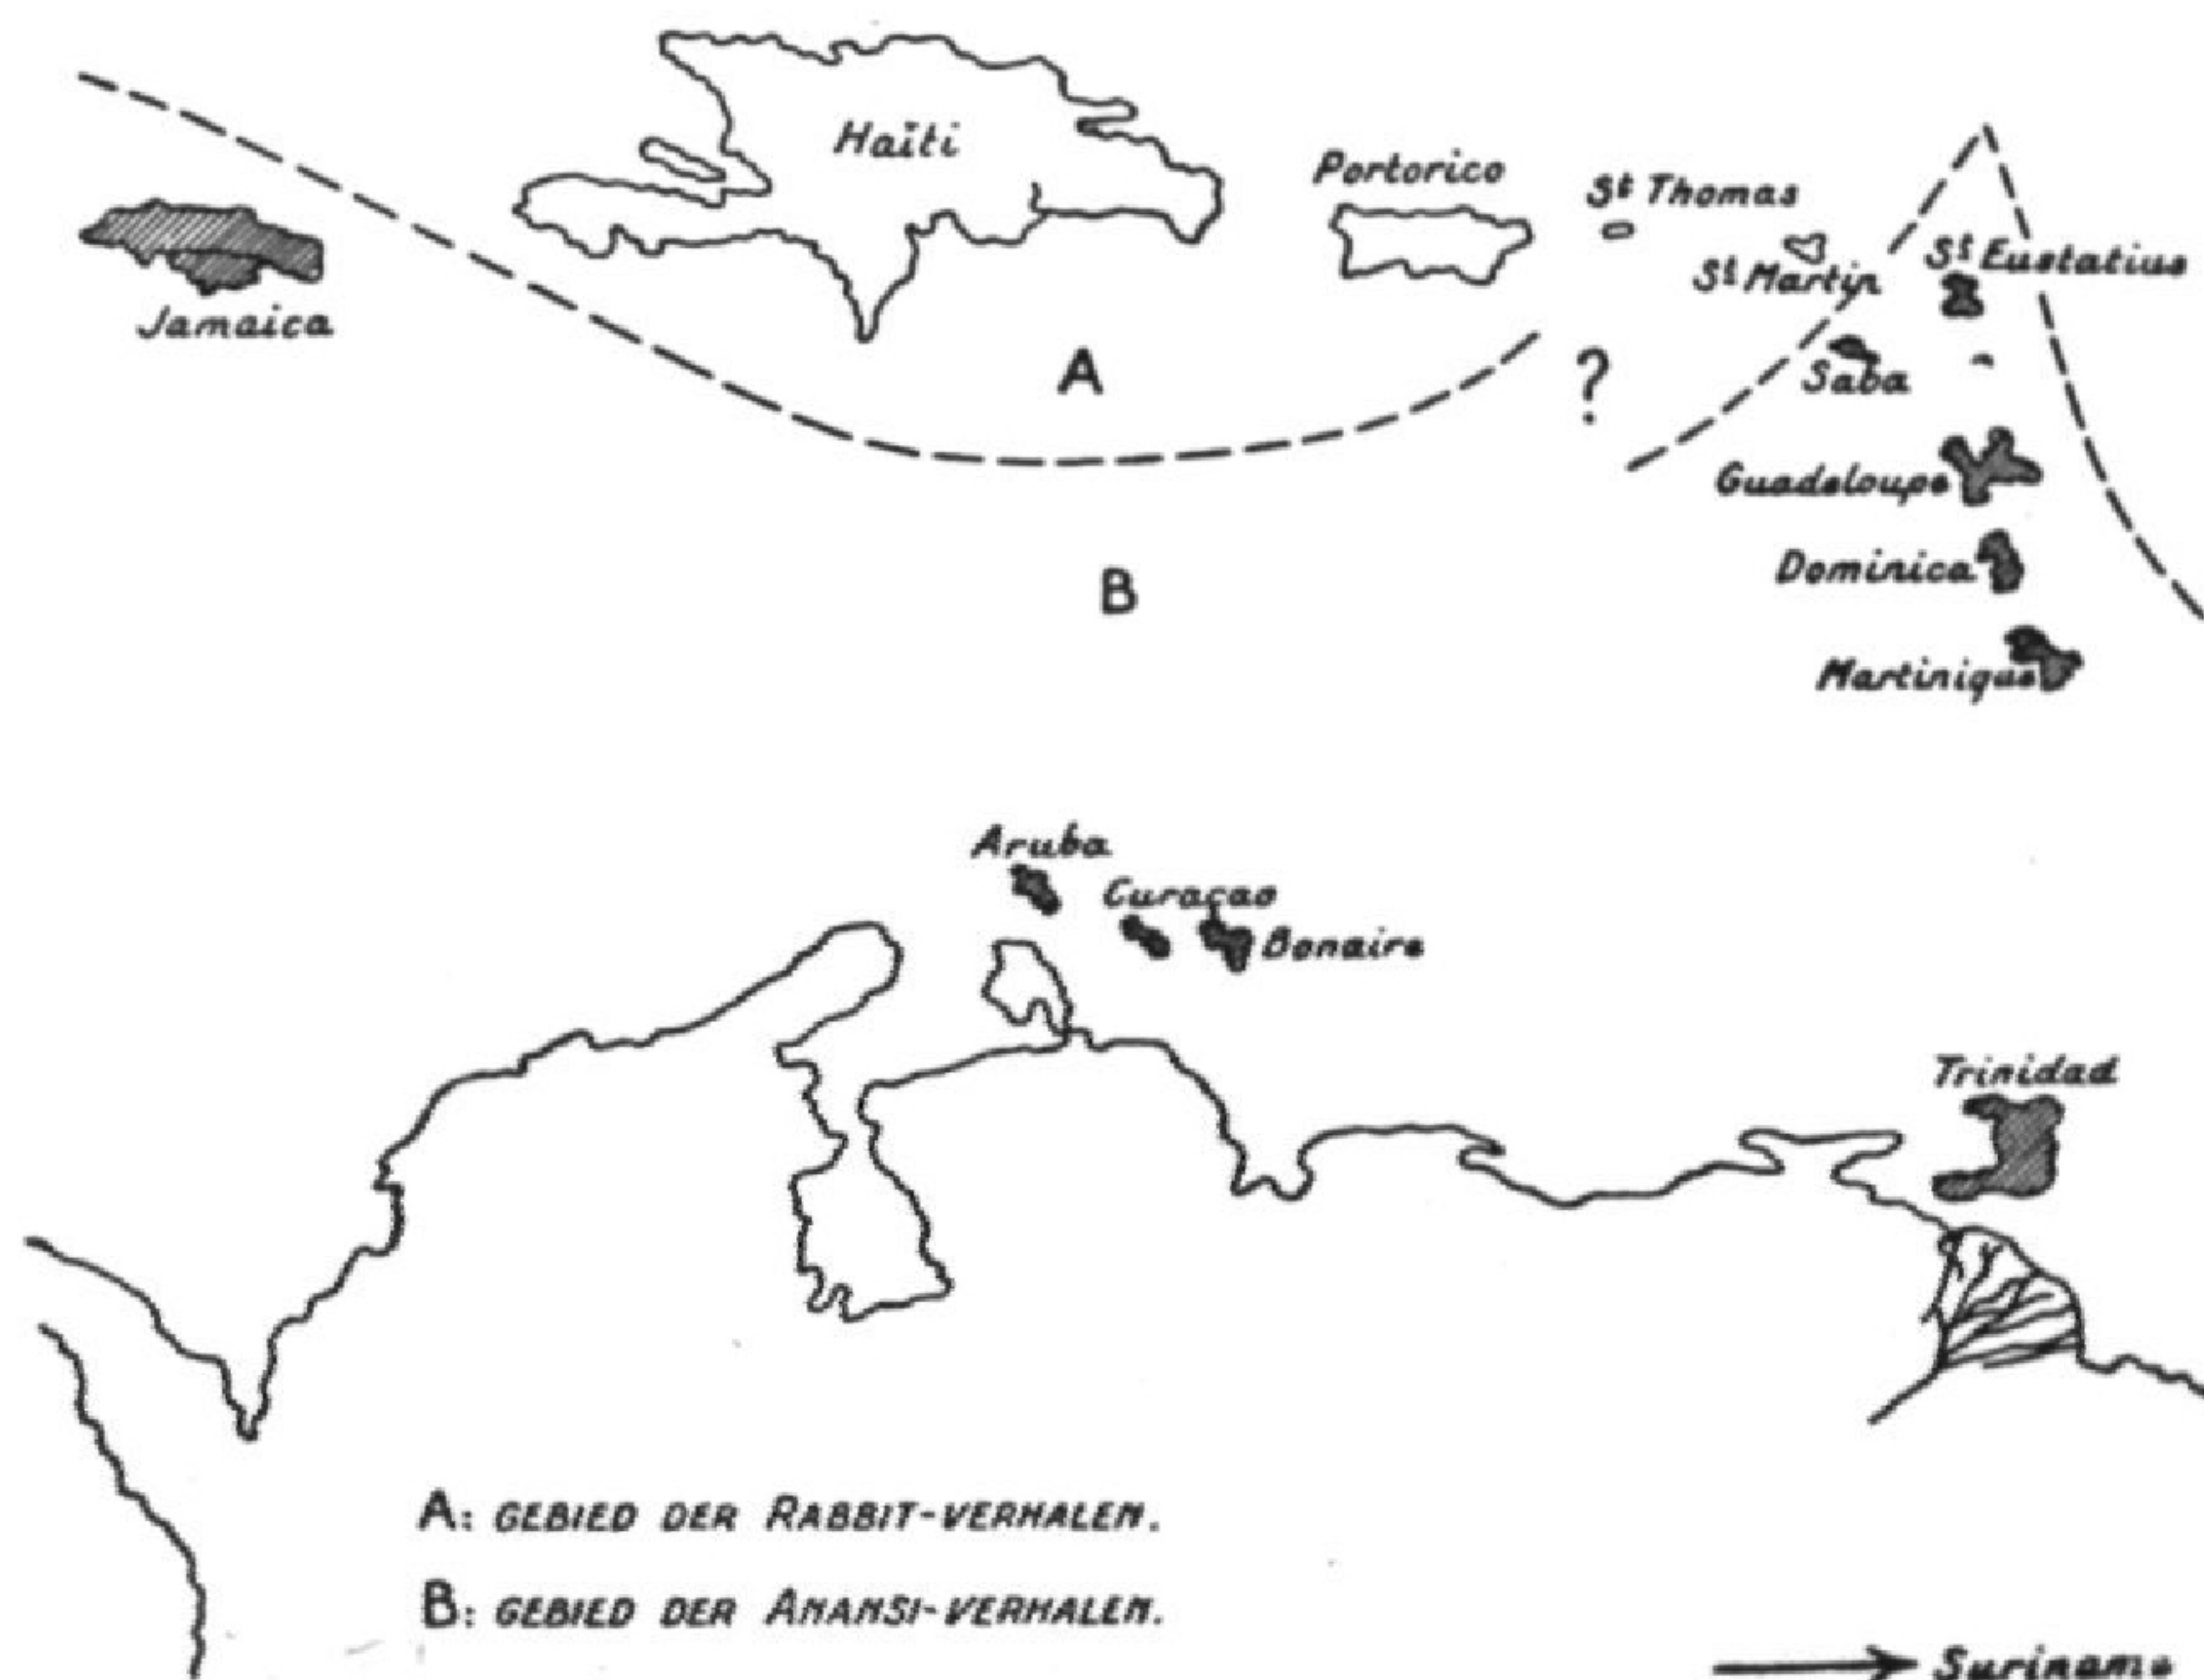 Haïti
Portorico
St Thomas
St Martin
St Eustatius
Jamaica
A
?
Saba
Guadeloupe
B
Dominica
Martinique
Aruba
Curaçao
Bonaire
Trinidad
A: GEBIED DER RABBIT-VERHALEN.
B: GEBIED DER ANANSI-VERHALEN.
Suriname